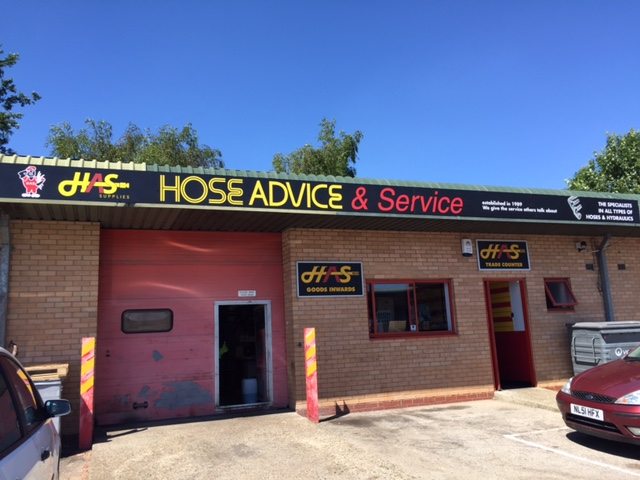 HAS
SUPPLIES
HOSE ADVICE & Service
established in 1989
We give the service others talk about
THE SPECIALISTS
IN ALL TYPES OF
HOSES & HYDRAULICS
HAS
GOODS INWARDS
HAS
TRADE COUNTER
NL51 HFX